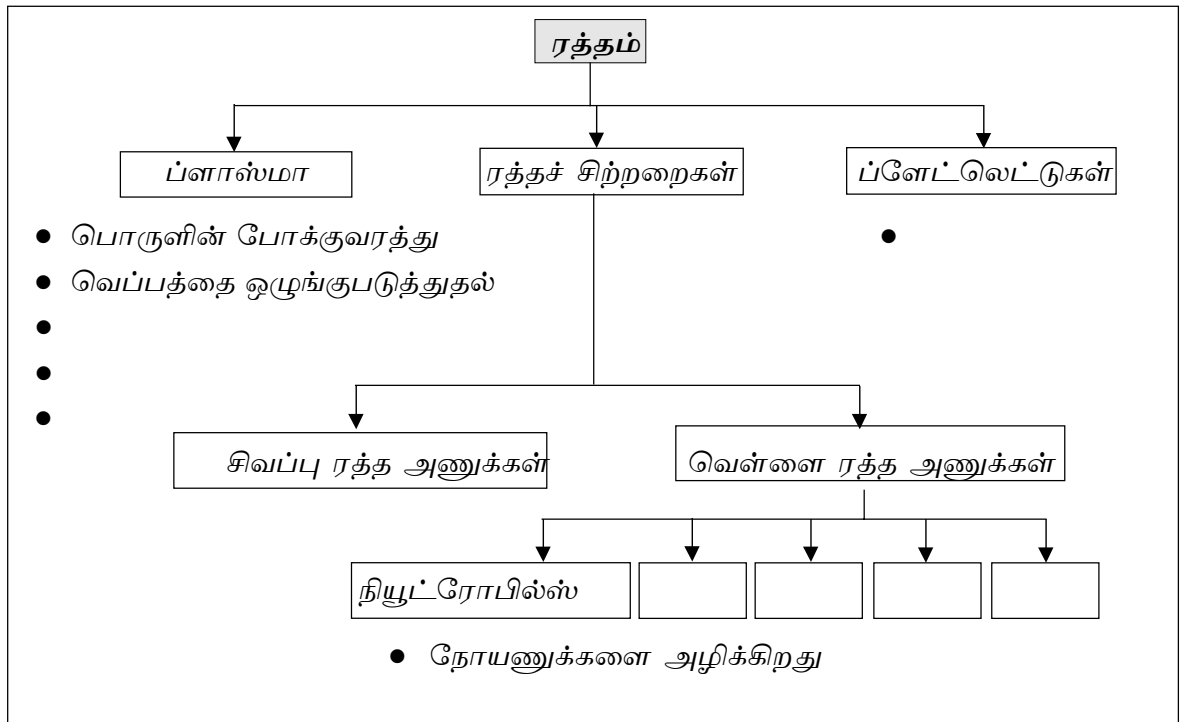 ரத்தம்
ப்ளாஸ்மா
ரத்தச் சிற்றறைகள்
ப்ளேட்லெட்டுகள்
● பொருளின் போக்குவரத்து
●
● வெப்பத்தை ஒழுங்குபடுத்துதல்
●
●
●
சிவப்பு ரத்த அணுக்கள்
வெள்ளை ரத்த அணுக்கள்
நியூட்ரோபில்ஸ்
● நோயணுக்களை அழிக்கிறது